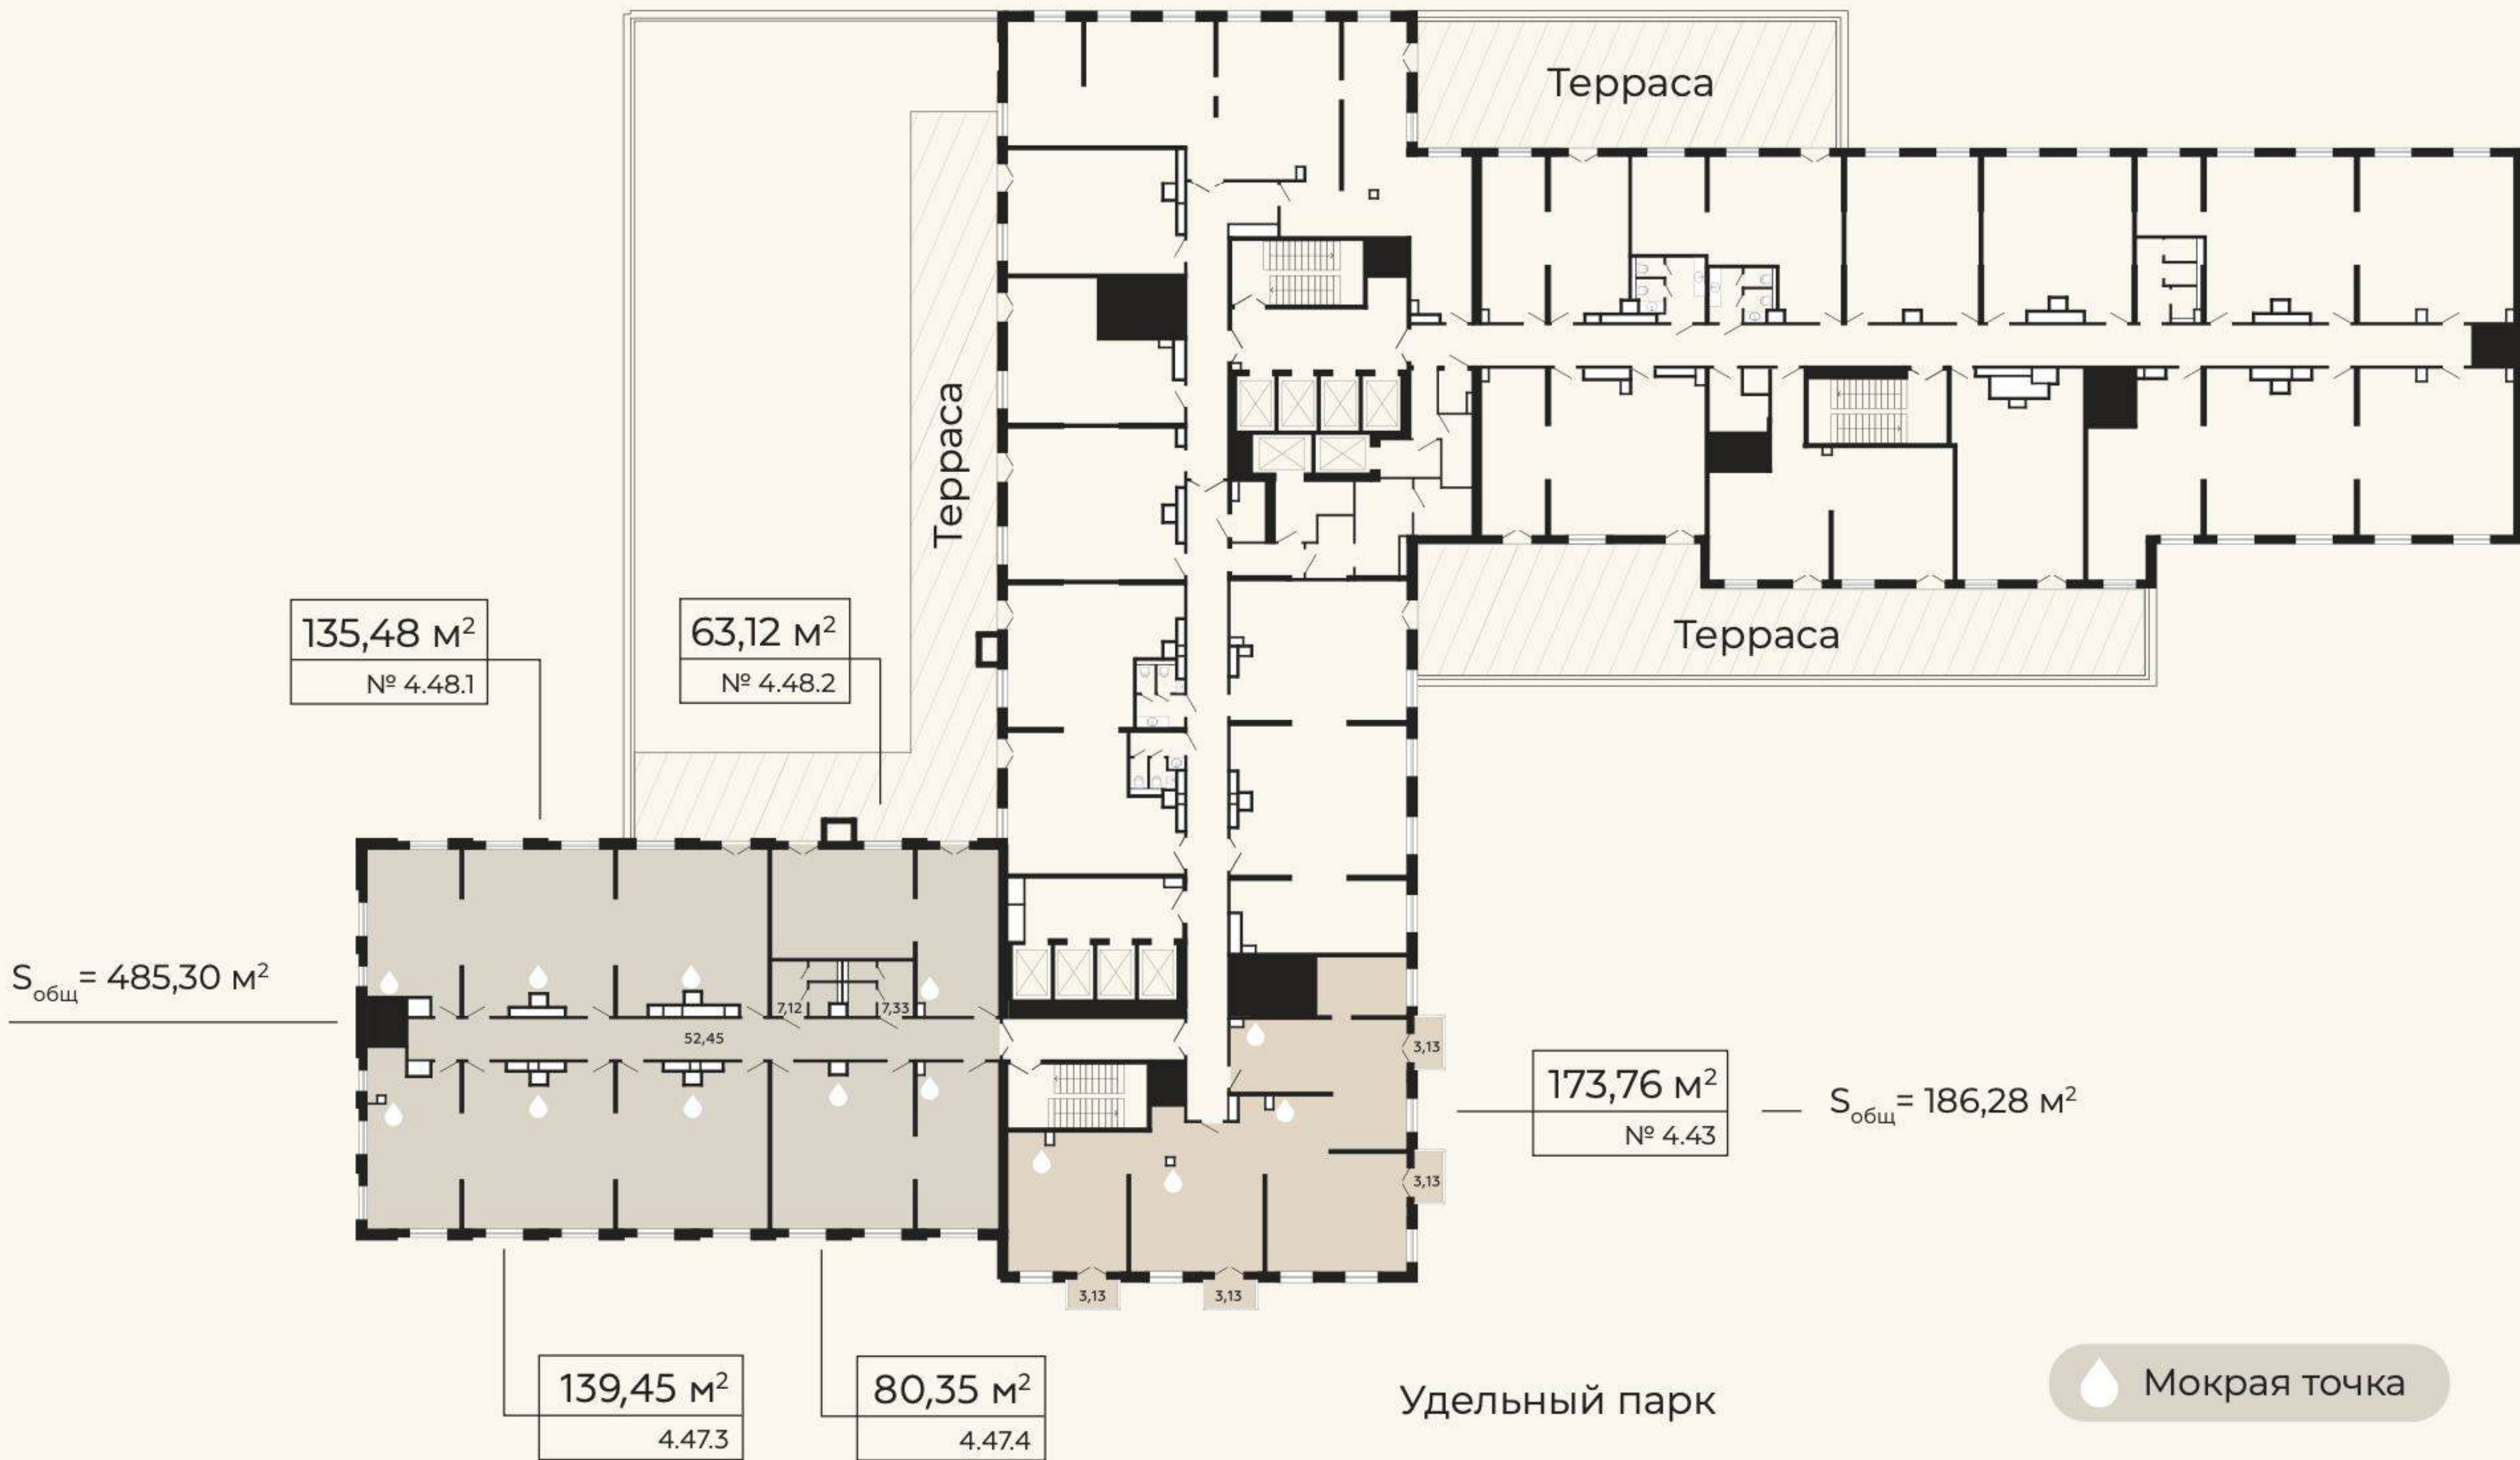 Терраса
Терраса
135,48 м²
№ 4.48.1
63,12 м²
№ 4.48.2
Терраса
Sобщ= 485,30 м²
7,12
7,33
52,45
3,13
173,76 м²
№ 4.43
Sобщ= 186,28 м²
3,13
3,13
3,13
139,45 м²
4.47.3
80,35 м²
4.47.4
Удельный парк
Мокрая точка